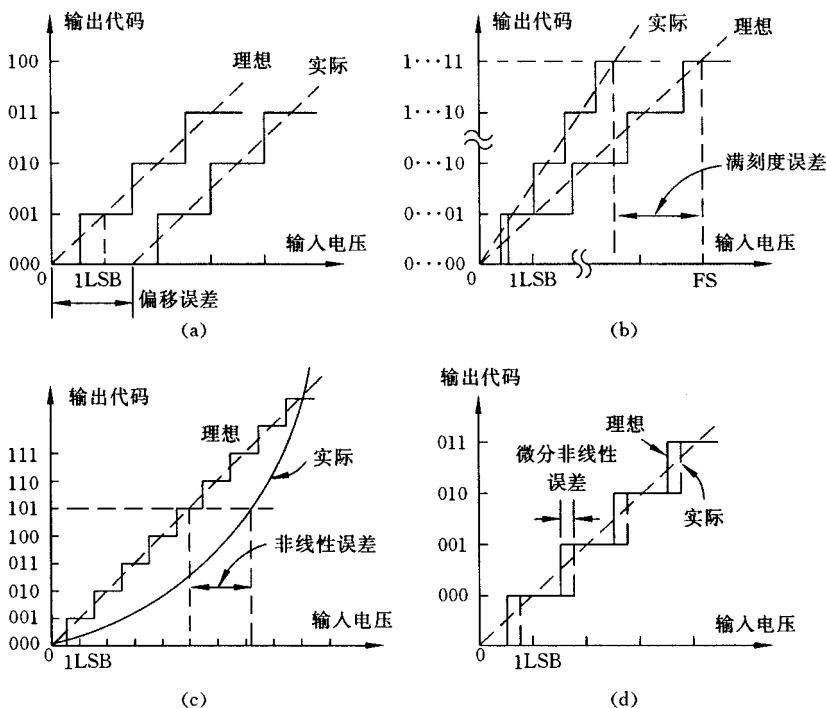 输出代码
100
011
010
001
000
理想
实际
0
1LSB
输入电压
偏移误差
(a)
输出代码
1···11
1···10
0···10
0···01
0···00
实际
理想
满刻度误差
输入电压
0
1LSB
FS
(b)
输出代码
111
110
101
100
011
010
001
000
理想
实际
非线性误差
输入电压
0
1LSB
(c)
输出代码
011
010
001
000
理想
微分非线性
误差
实际
输入电压
0
1LSB
(d)